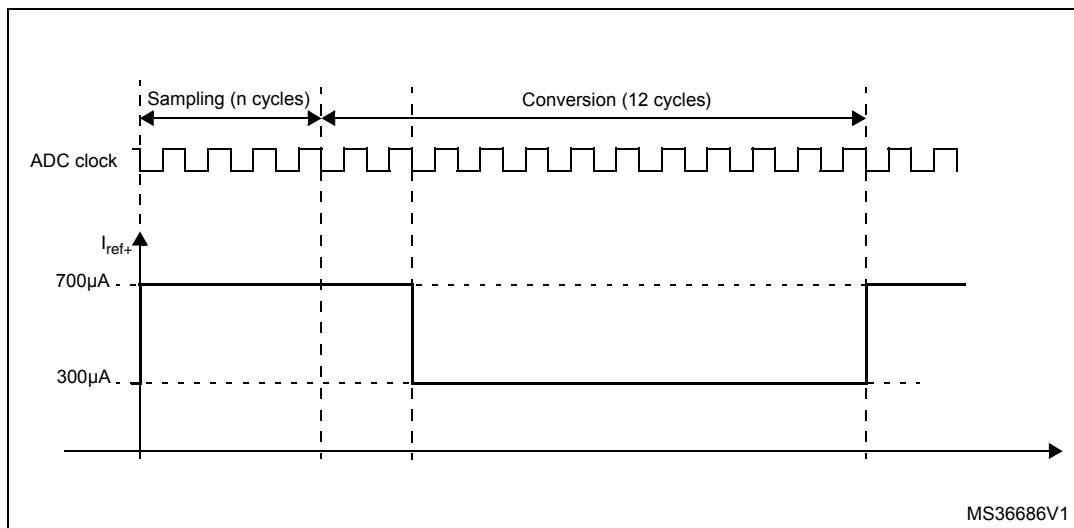 Sampling (n cycles)
Conversion (12 cycles)
ADC clock
Iref+
700µA
300µA
MS36686V1